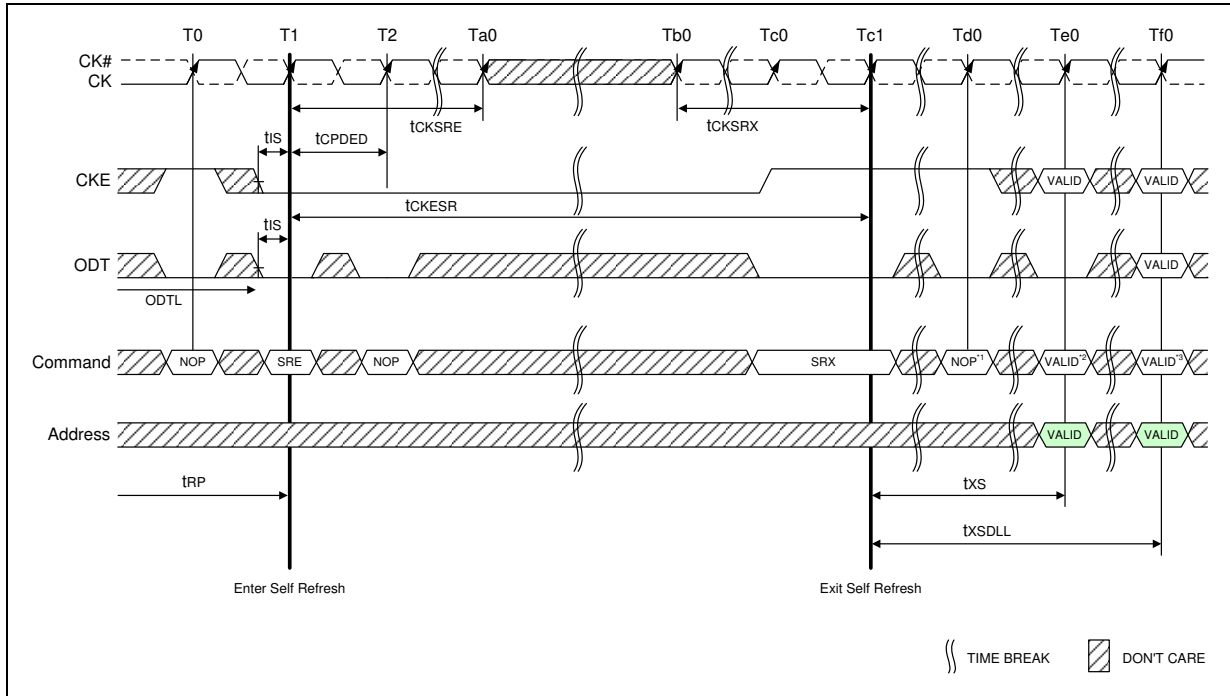 T0 T1 T2 Ta0 Tb0 Tc0 Tc1 Td0 Te0 Tf0
CK#
CK
tCKSRE tCKSRX
tIS tCPDED
CKE VALID VALID
tCKESR
tIS
ODT VALID
ODTL
Command NOP SRE NOP SRX NOP*1 VALID*2 VALID*3
Address VALID VALID
tRP tXS
tXSDLL
Enter Self Refresh Exit Self Refresh
TIME BREAK DON'T CARE